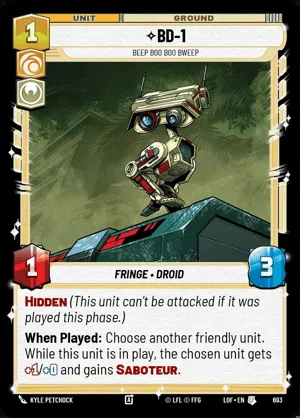 UNIT
GROUND
1
✧BD-1
BEEP BOO BOO BWEEP
1
3
FRINGE • DROID
HIDDEN (This unit can't be attacked if it was
played this phase.)
When Played: Choose another friendly unit.
While this unit is in play, the chosen unit gets
+1/+0 and gains SABOTEUR.
KYLE PETCHOCK
© LFL © FFG
LOF • EN
693